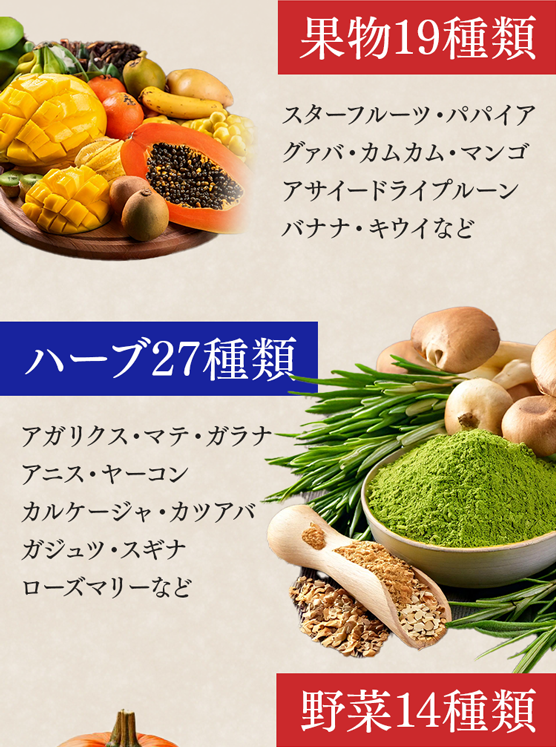 果物19種類
スターフルーツ・パパイア
グァバ・カムカム・マンゴ
アサイードライプルーン
バナナ・キウイなど
ハーブ27種類
アガリクス・マテ・ガラナ
アニス・ヤーコン
カルケージャ・カツアバ
ガジュツ・スギナ
ローズマリーなど
野菜14種類